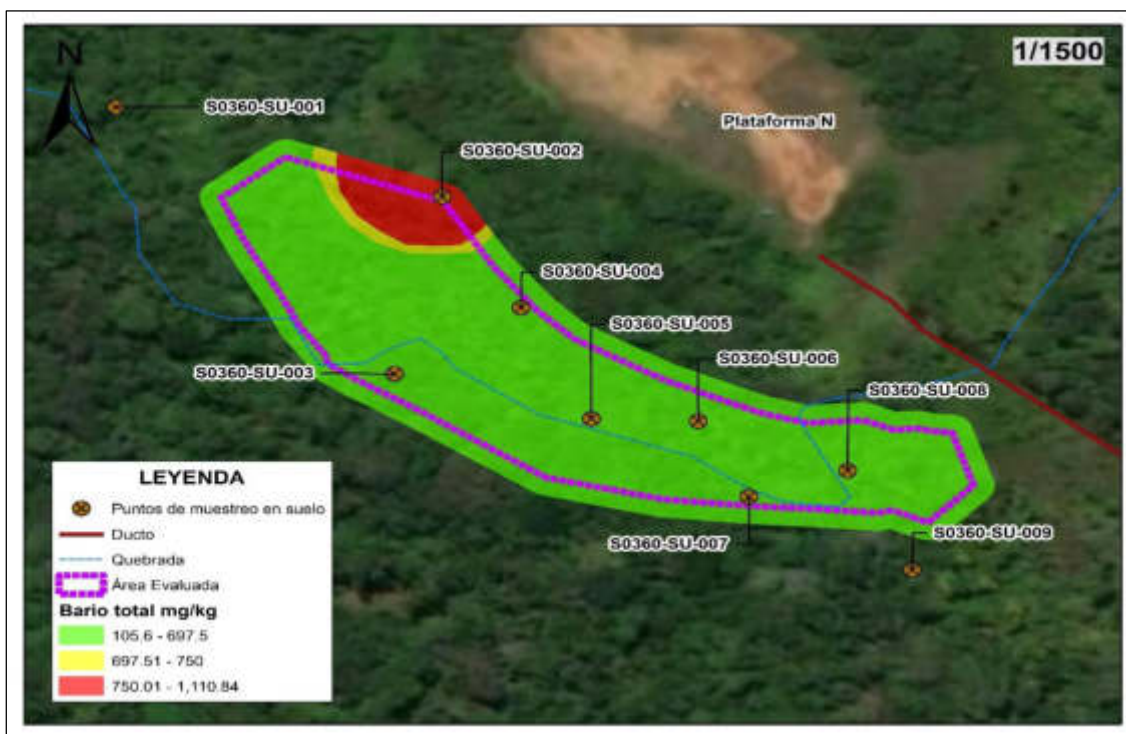 N
1/1500
S0360-SU-001
Plataforma N
S0360-SU-002
S0360-SU-004
S0360-SU-005
S0360-SU-006
S0360-SU-003
S0360-SU-008
S0360-SU-009
S0360-SU-007
LEYENDA
Puntos de muestreo en suelo
Ducto
Quebrada
Área Evaluada
Bario total mg/kg
105.6 - 697.5
697.51 - 750
750.01 - 1,110.84